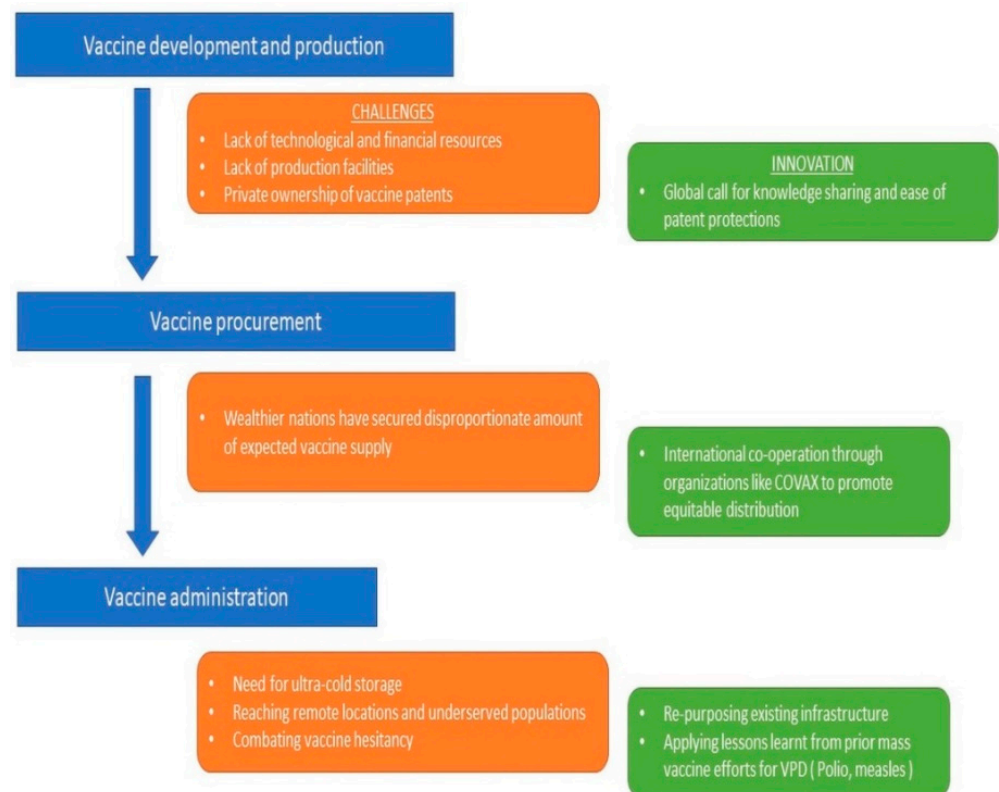 Vaccine development and production
CHALLENGES
• Lack of technological and financial resources
• Lack of production facilities
• Private ownership of vaccine patents
INNOVATION
• Global call for knowledge sharing and ease of
patent protections
Vaccine procurement
• Wealthier nations have secured disproportionate amount
of expected vaccine supply
• International co-operation through
organizations like COVAX to promote
equitable distribution
Vaccine administration
• Need for ultra-cold storage
• Reaching remote locations and underserved populations
• Combating vaccine hesitancy
• Re-purposing existing infrastructure
• Applying lessons learnt from prior mass
vaccine efforts for VPD ( Polio, measles )